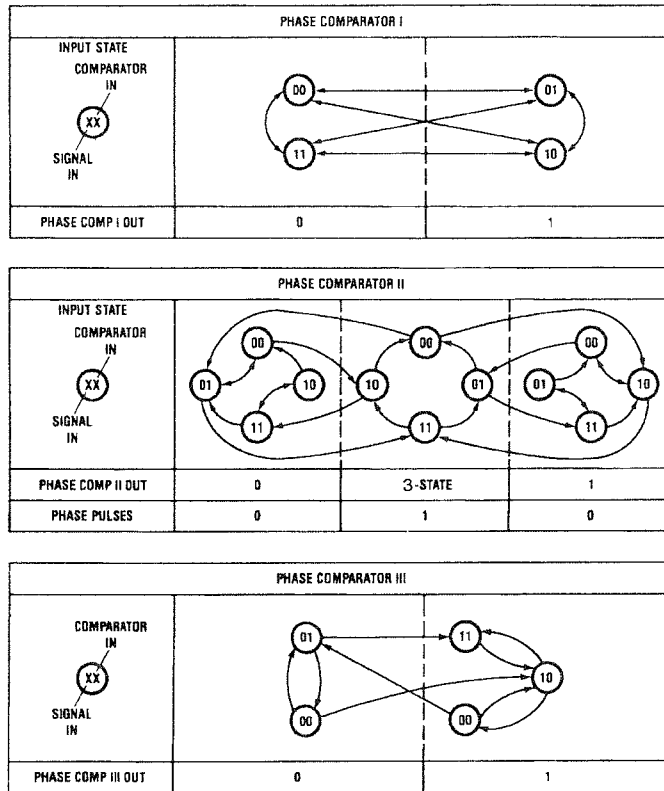 PHASE COMPARATOR I
INPUT STATE
COMPARATOR
IN
XX
SIGNAL
IN
00
01
11
10
PHASE COMP I OUT 0 1
PHASE COMPARATOR II
INPUT STATE
COMPARATOR
IN
XX
SIGNAL
IN
00 00 00
01 10 10 01 01 10
11 11 11
PHASE COMP II OUT 0 3-STATE 1
PHASE PULSES 0 1 0
PHASE COMPARATOR III
COMPARATOR
IN
XX
SIGNAL
IN
01 11
10
00 00
PHASE COMP III OUT 0 1